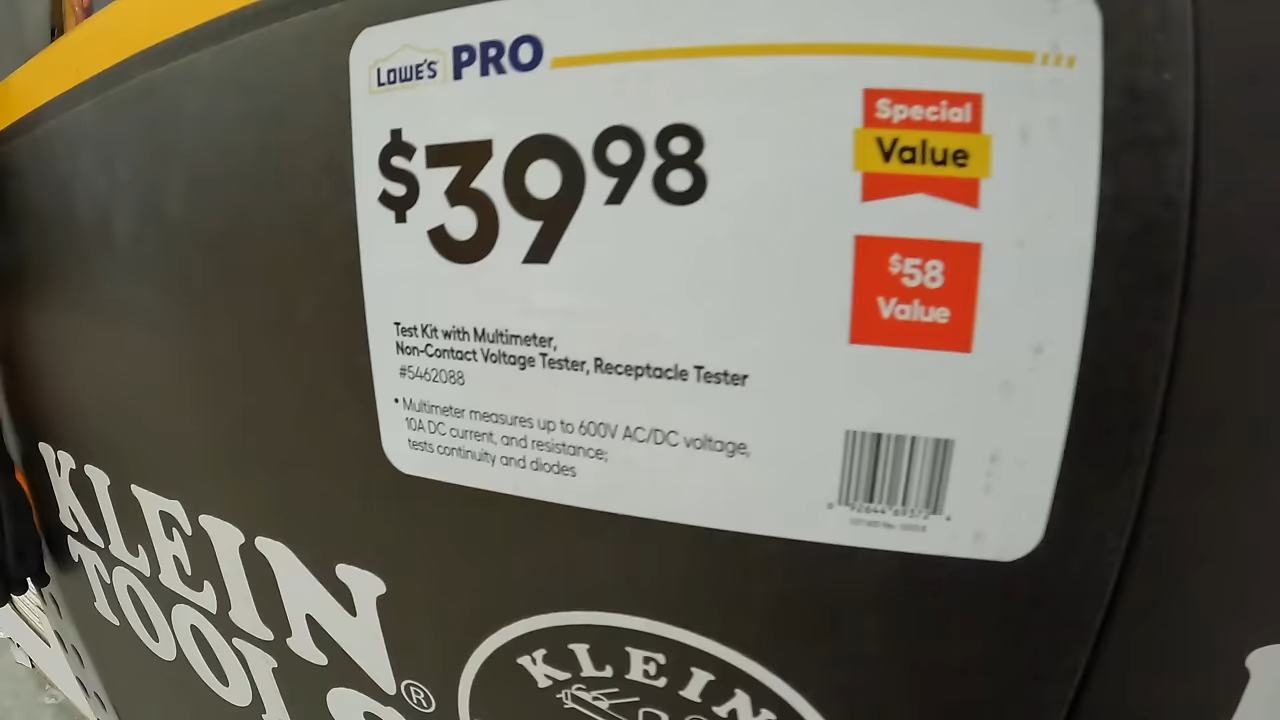 LOWE'S PRO
$39 98
Special
Value
$58
Value
Test Kit with Multimeter,
Non-Contact Voltage Tester, Receptacle Tester
#5462088
• Multimeter measures up to 600V AC/DC voltage,
10A DC current, and resistance;
tests continuity and diodes
KLEIN
TOOLS®
KLEIN